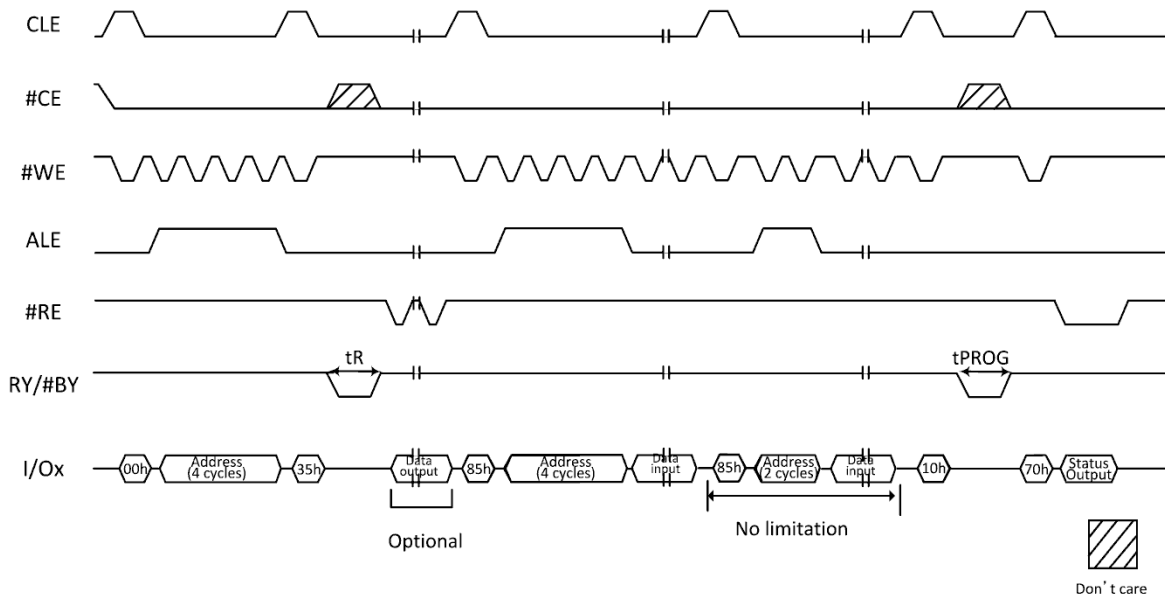 CLE
#CE
#WE
ALE
#RE
tR
tPROG
RY/#BY
I/Ox
00h
Address
(4 cycles)
35h
Data
output
85h
Address
(4 cycles)
Data
input
85h
Address
(2 cycles)
Data
input
10h
70h
Status
Output
Optional
No limitation
Don't care